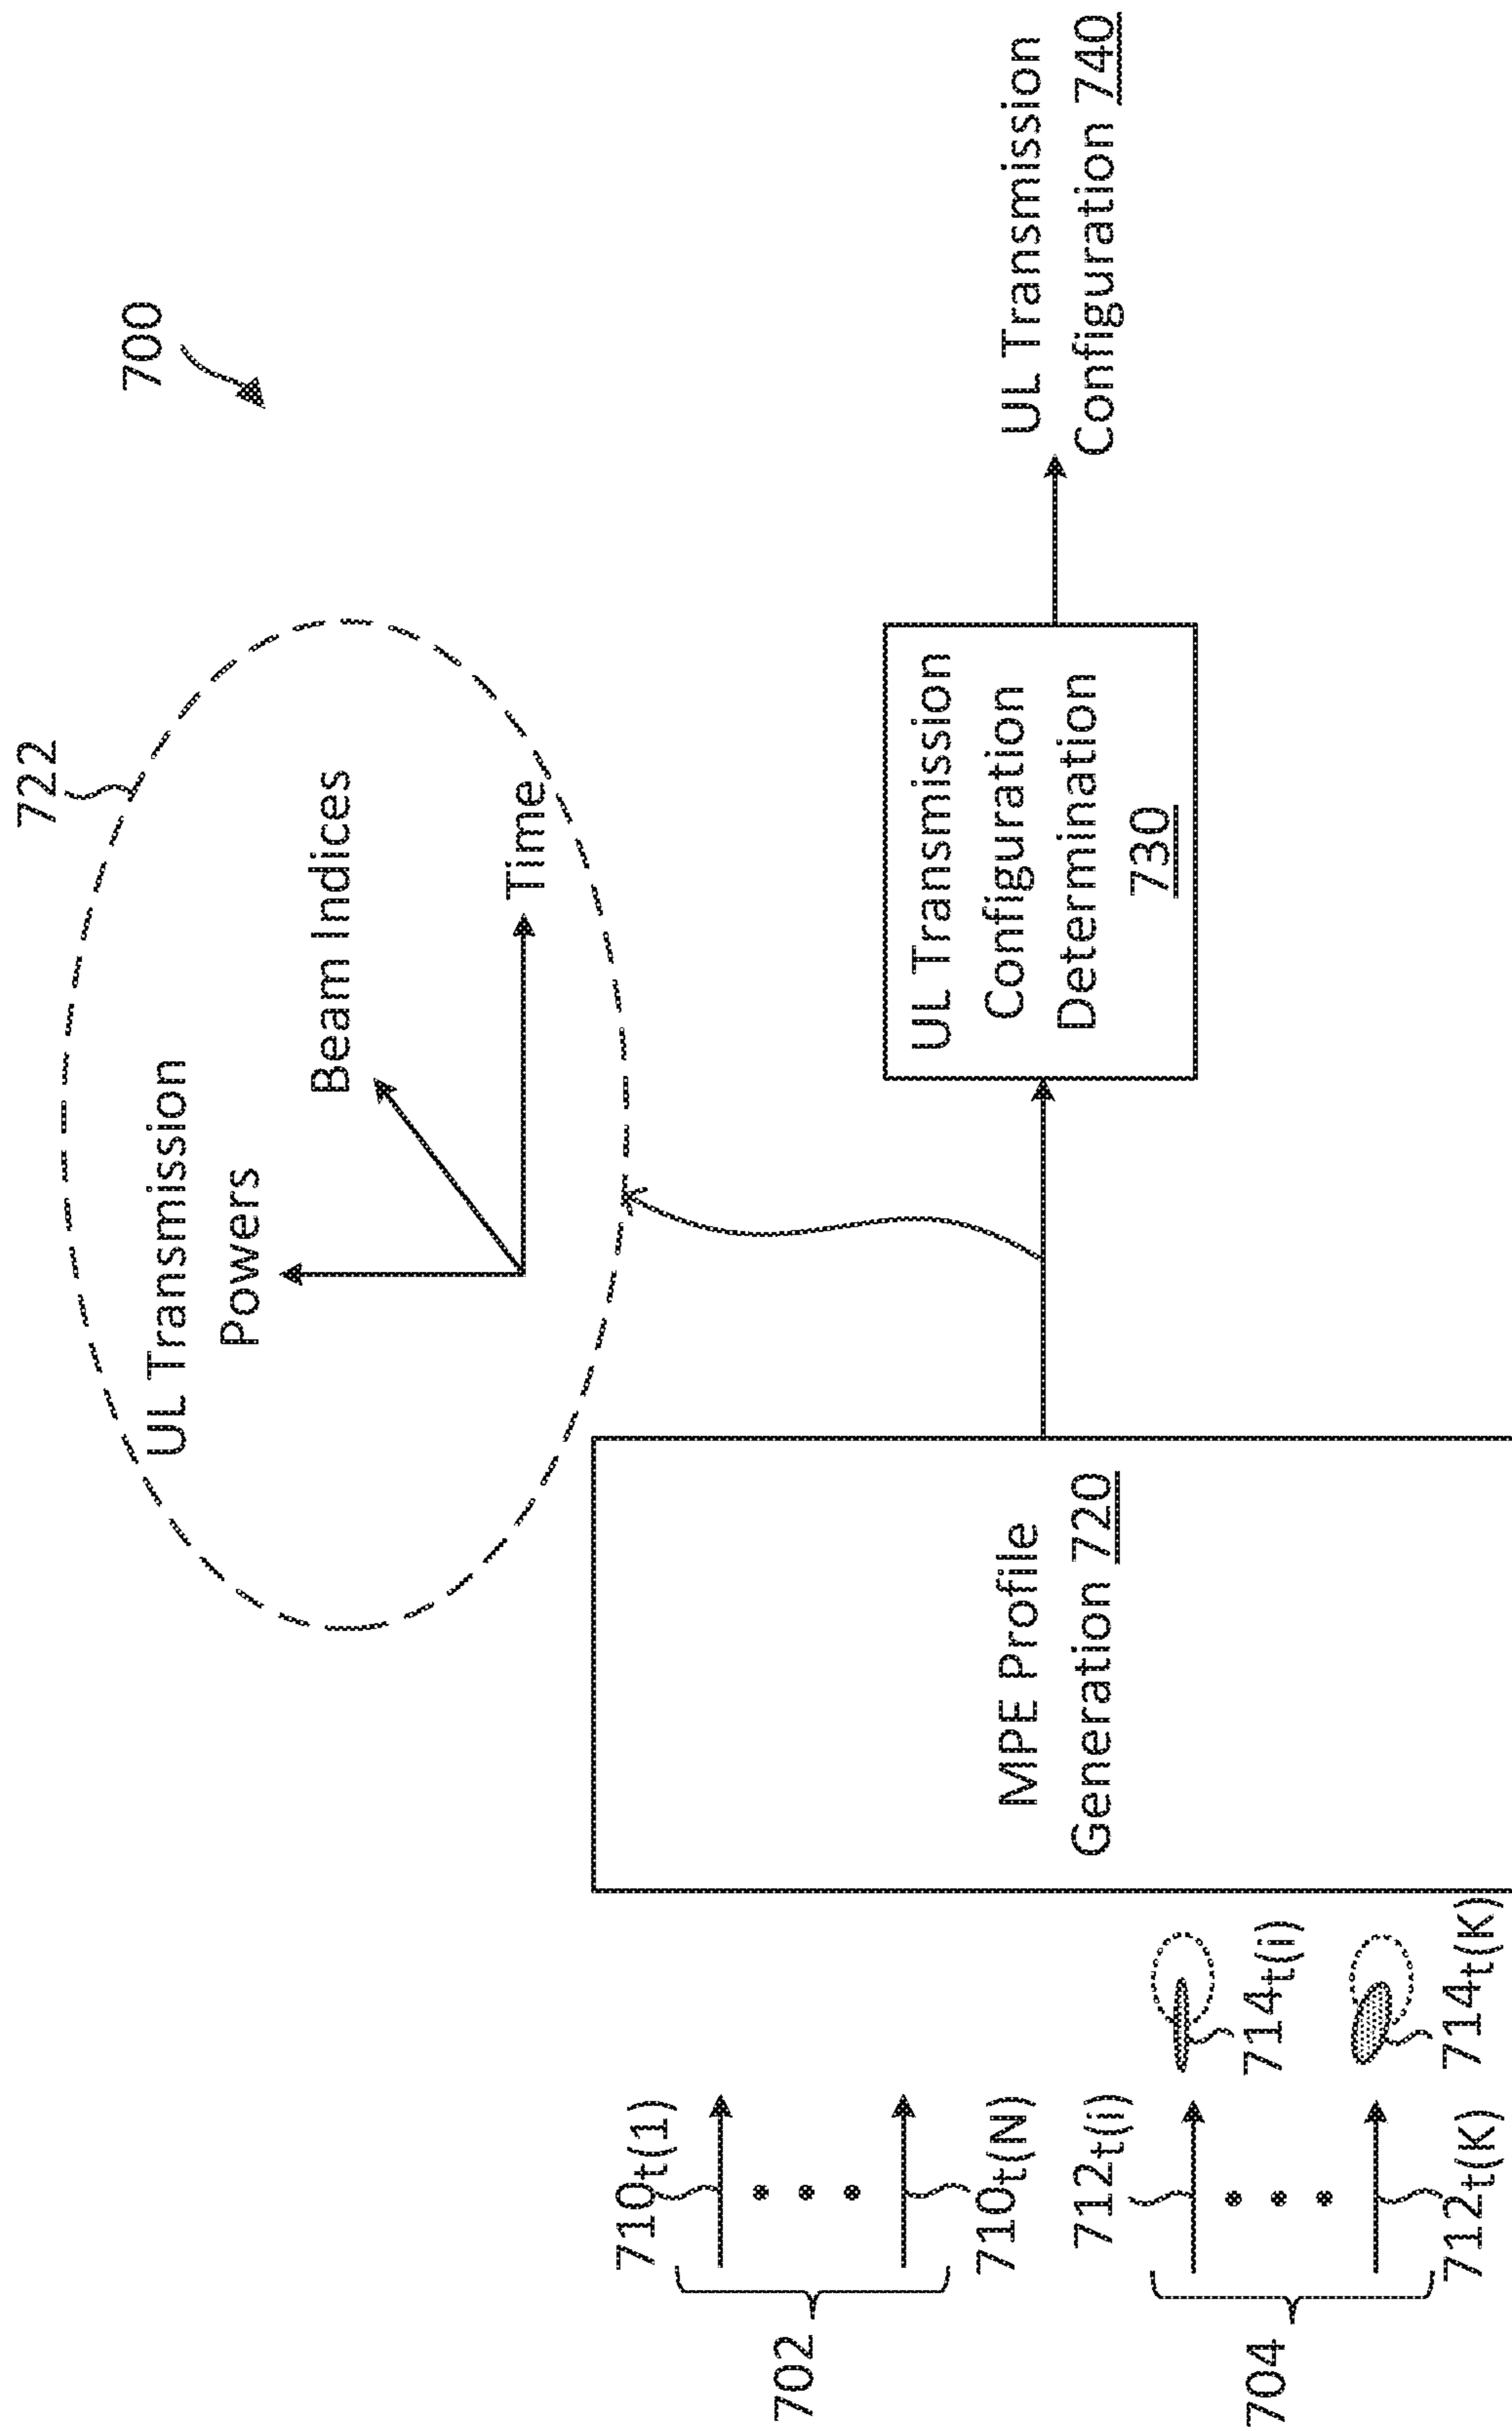 700
722
UL Transmission
Powers
Beam Indices
Time
702
710t(1)
710t(N)
704
712t(i)
712t(K)
714t(i)
714t(K)
MPE Profile
Generation 720
UL Transmission
Configuration
Determination
730
UL Transmission
Configuration 740